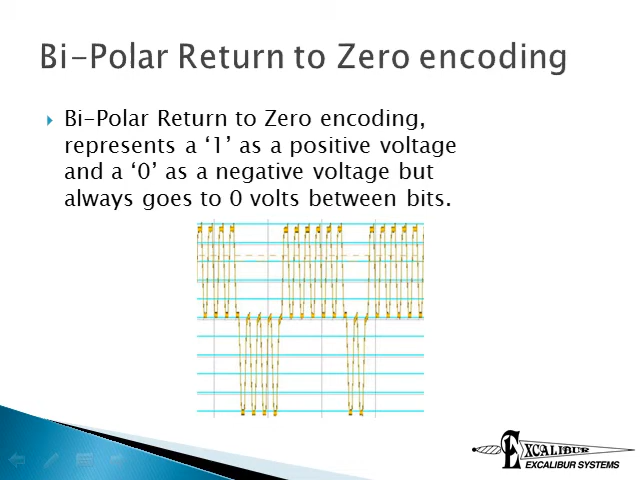 Bi-Polar Return to Zero encoding
Bi-Polar Return to Zero encoding,
represents a ‘1’ as a positive voltage
and a ‘0’ as a negative voltage but
always goes to 0 volts between bits.
EXCALIBUR
EXCALIBUR SYSTEMS